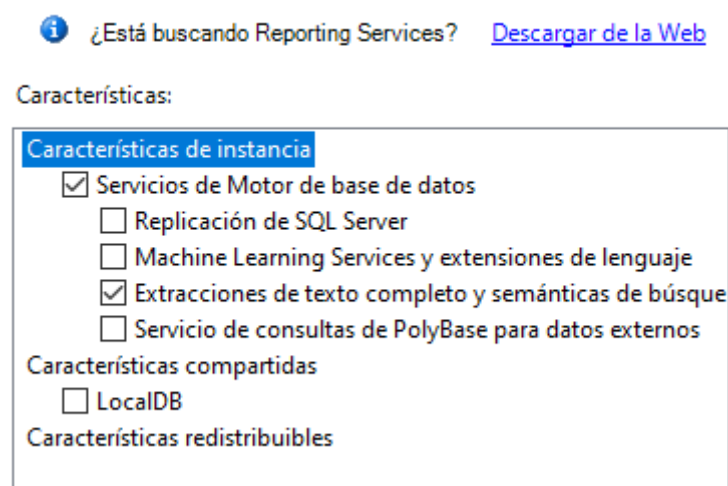 ¿Está buscando Reporting Services? Descargar de la Web
Características:
Características de instancia
Servicios de Motor de base de datos
Replicación de SQL Server
Machine Learning Services y extensiones de lenguaje
Extracciones de texto completo y semánticas de búsque
Servicio de consultas de PolyBase para datos externos
Características compartidas
LocalDB
Características redistribuibles